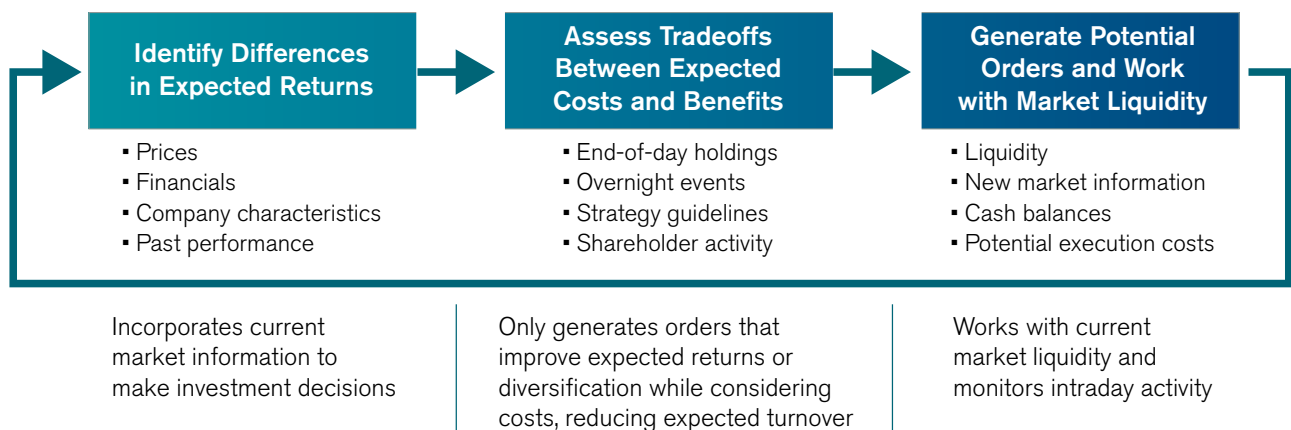 Identify Differences
in Expected Returns
▪ Prices
▪ Financials
▪ Company characteristics
▪ Past performance
Assess Tradeoffs
Between Expected
Costs and Benefits
▪ End-of-day holdings
▪ Overnight events
▪ Strategy guidelines
▪ Shareholder activity
Generate Potential
Orders and Work
with Market Liquidity
▪ Liquidity
▪ New market information
▪ Cash balances
▪ Potential execution costs
Incorporates current
market information to
make investment decisions
Only generates orders that
improve expected returns or
diversification while considering
costs, reducing expected turnover
Works with current
market liquidity and
monitors intraday activity